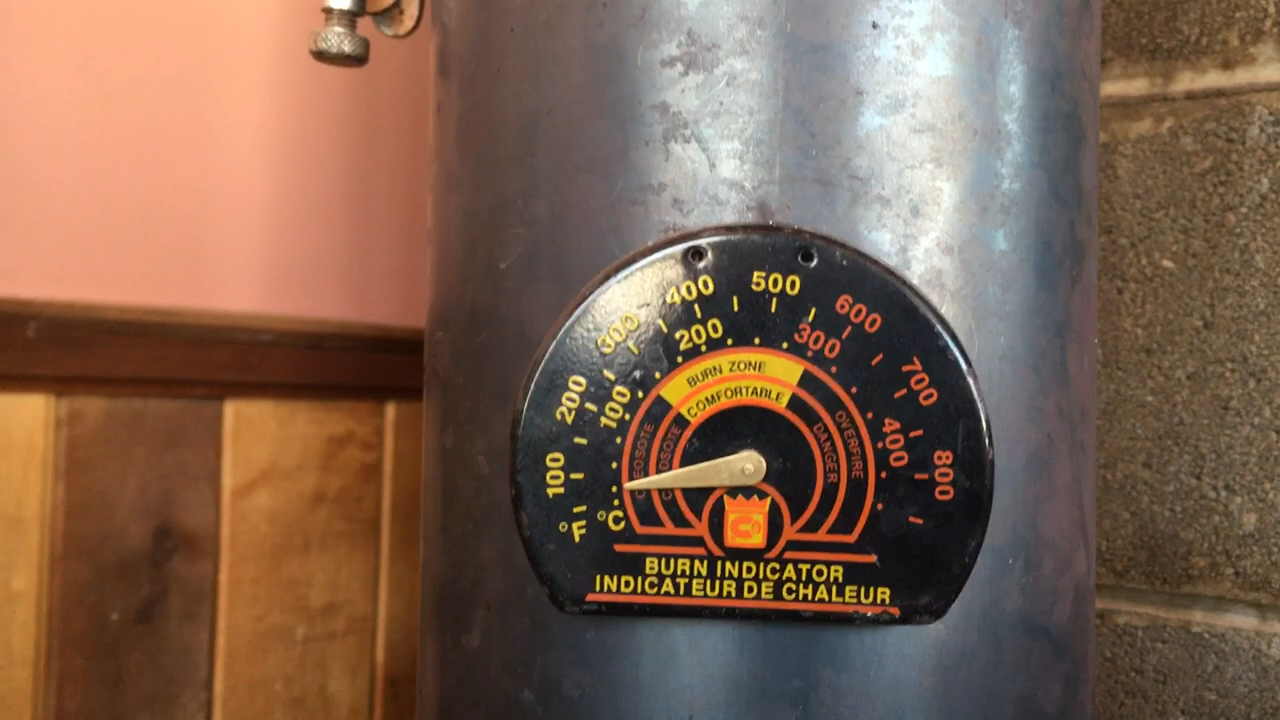 400 500 600
300 200 300 700
200 100 400 800
100
BURN ZONE
COMFORTABLE
CREOSOTE CREOSOTE DANGER OVERFIRE
°F °C
BURN INDICATOR
INDICATEUR DE CHALEUR